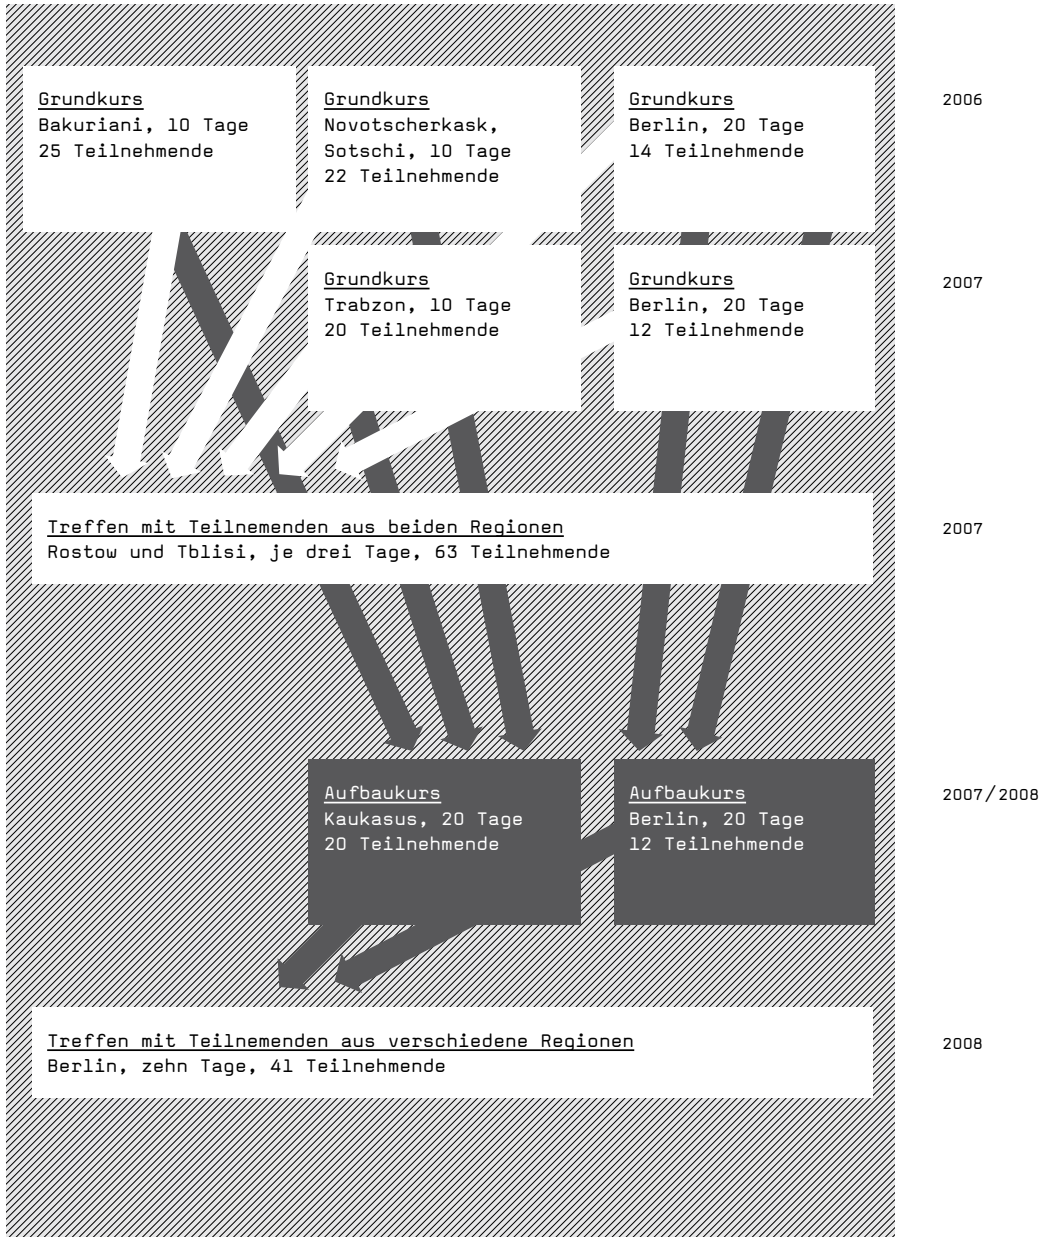 Grundkurs
Bakuriani, 10 Tage
25 Teilnehmende
Grundkurs
Novotscherkask,
Sotschi, 10 Tage
22 Teilnehmende
Grundkurs
Berlin, 20 Tage
14 Teilnehmende
2006
Grundkurs
Trabzon, 10 Tage
20 Teilnehmende
Grundkurs
Berlin, 20 Tage
12 Teilnehmende
2007
Treffen mit Teilnemenden aus beiden Regionen
Rostow und Tblisi, je drei Tage, 63 Teilnehmende
2007
Aufbaukurs
Kaukasus, 20 Tage
20 Teilnehmende
Aufbaukurs
Berlin, 20 Tage
12 Teilnehmende
2007/2008
Treffen mit Teilnemenden aus verschiedene Regionen
Berlin, zehn Tage, 41 Teilnehmende
2008